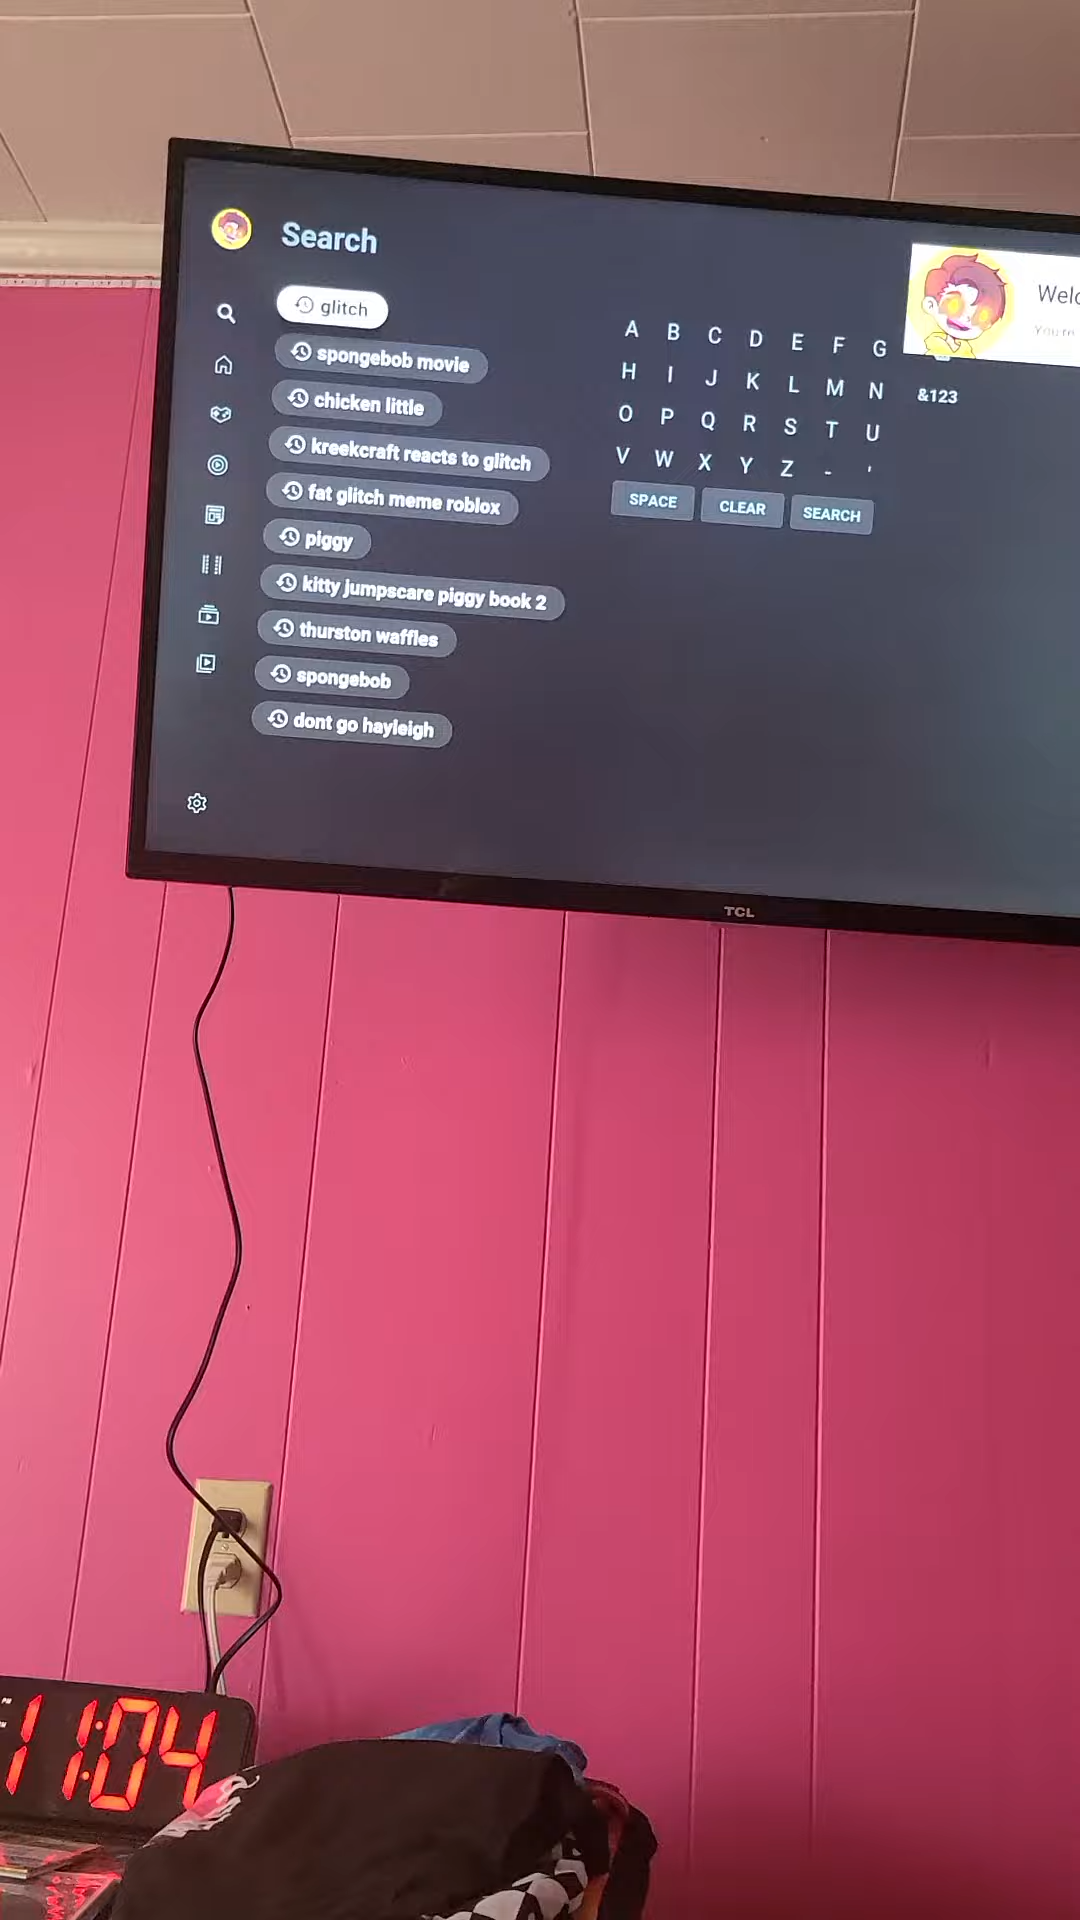 Search
glitch
spongebob movie
chicken little
kreekcraft reacts to glitch
fat glitch meme roblox
piggy
kitty jumpscare piggy book 2
thurston waffles
spongebob
dont go hayleigh
A B C D E F G
H I J K L M N &123
O P Q R S T U
V W X Y Z - '
SPACE CLEAR SEARCH
TCL
11:04